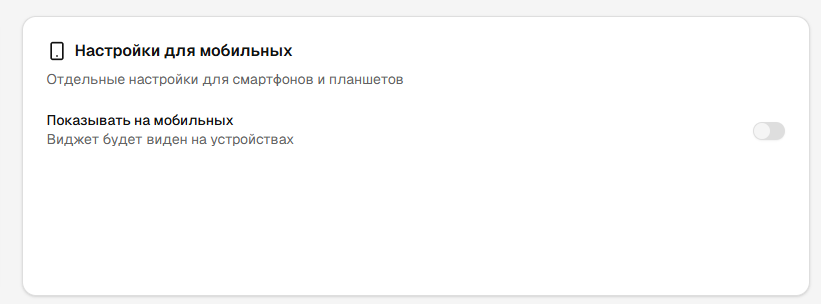 Настройки для мобильных
Отдельные настройки для смартфонов и планшетов
Показывать на мобильных
Виджет будет виден на устройствах